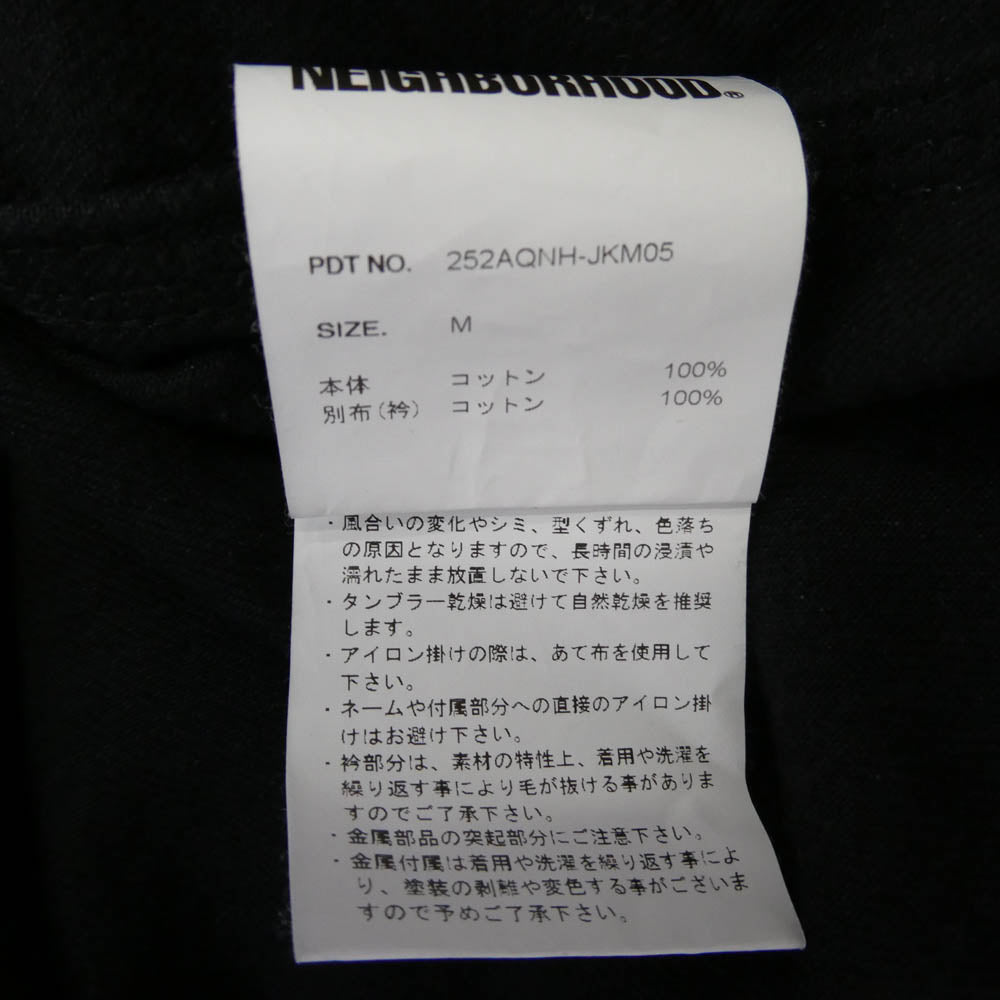 NEIGHBORHOOD®
PDT NO. 252AQNH-JKM05
SIZE. M
本体 コットン 100%
別布(衿) コットン 100%
・風合いの変化やシミ、型くずれ、色落ち
の原因となりますので、長時間の浸漬や
濡れたまま放置しないで下さい。
・タンブラー乾燥は避けて自然乾燥を推奨
します。
・アイロン掛けの際は、あて布を使用して
下さい。
・ネームや付属部分への直接のアイロン掛
けはお避け下さい。
・衿部分は、素材の特性上、着用や洗濯を
繰り返す事により毛が抜ける事がありま
すのでご了承下さい。
・金属部品の突起部分にご注意下さい。
・金属付属は着用や洗濯を繰り返す事によ
り、塗装の剥離や変色する事がございま
すので予めご了承下さい。